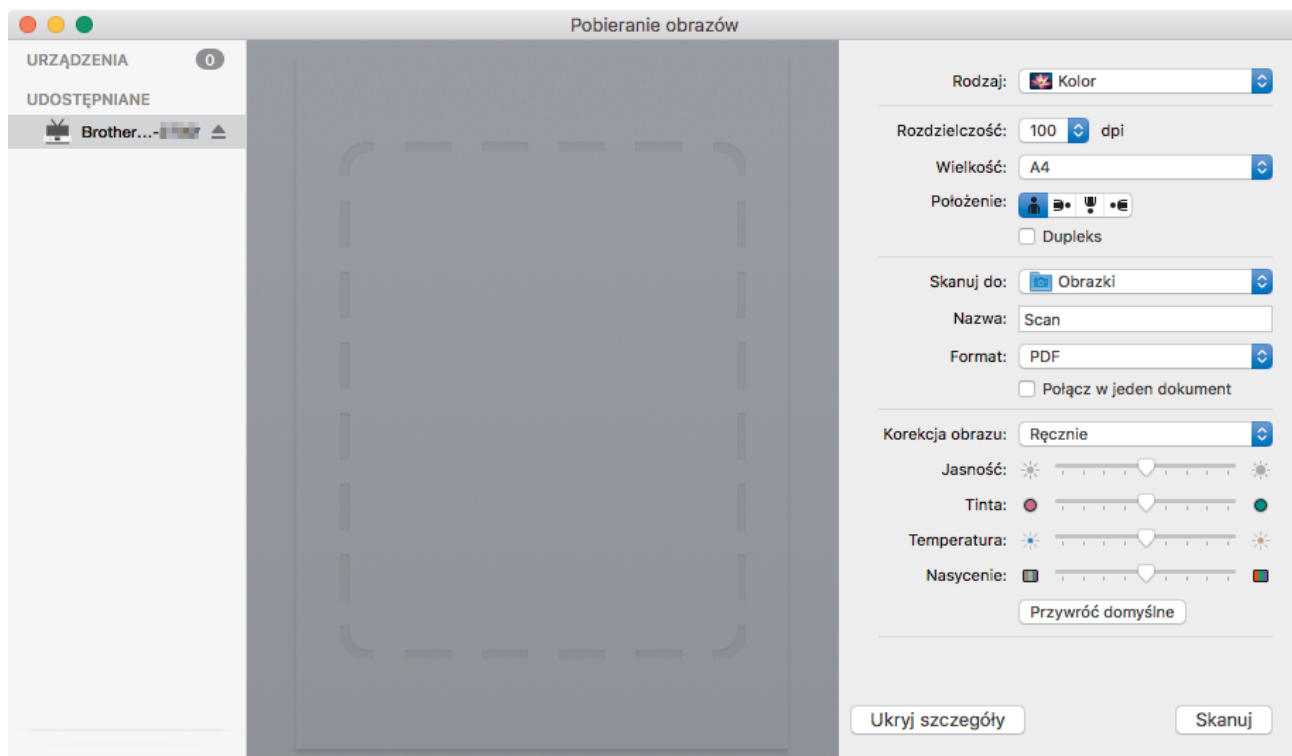 Pobieranie obrazów
URZĄDZENIA 0
UDOSTĘPNIANE
Brother...-
Rodzaj: Kolor
Rozdzielczość: 100 dpi
Wielkość: A4
Położenie:
Dupleks
Skanuj do: Obrazki
Nazwa: Scan
Format: PDF
Połącz w jeden dokument
Korekcja obrazu: Ręcznie
Jasność:
Tinta:
Temperatura:
Nasycenie:
Przywróć domyślne
Ukryj szczegóły Skanuj